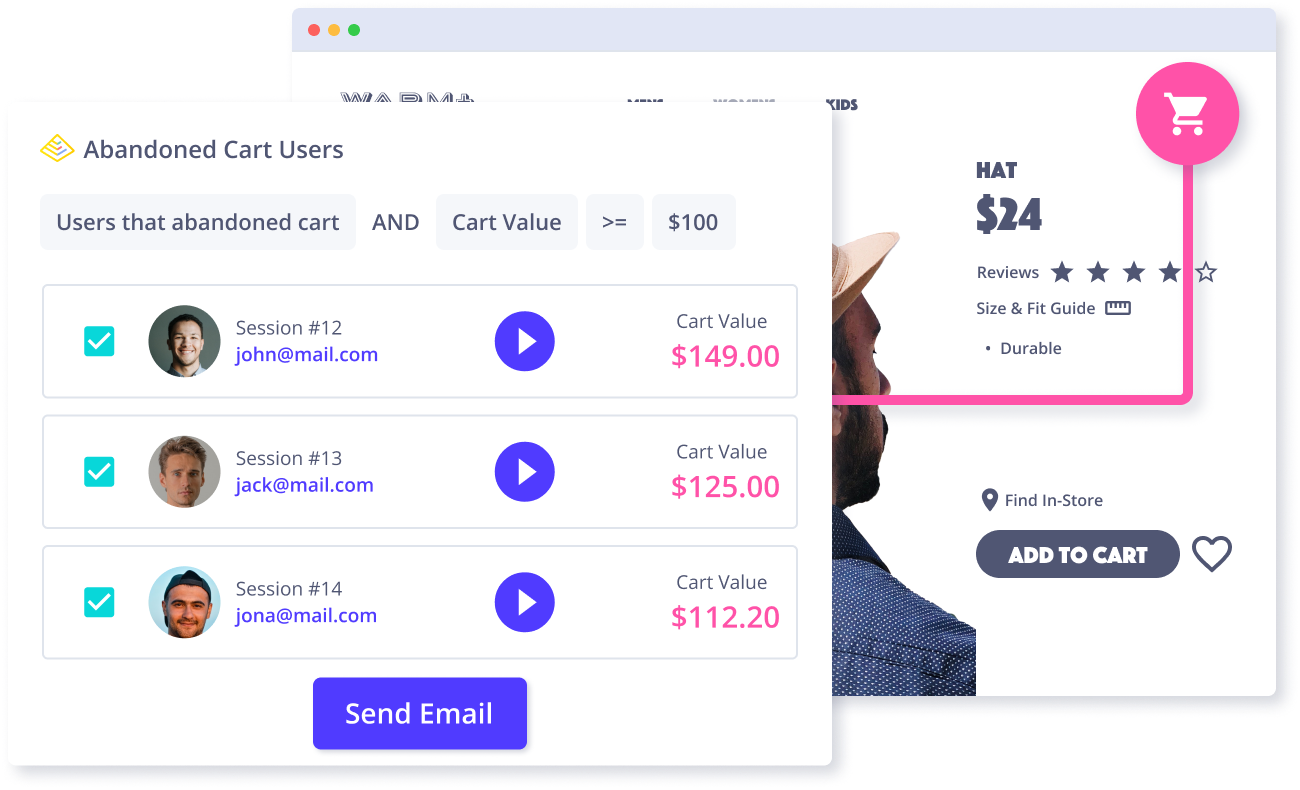 WARM+
MENS WOMENS KIDS
Abandoned Cart Users
Users that abandoned cart AND Cart Value >= $100
Session #12
john@mail.com
Cart Value
$149.00
Session #13
jack@mail.com
Cart Value
$125.00
Session #14
jona@mail.com
Cart Value
$112.20
Send Email
HAT
$24
Reviews
Size & Fit Guide
• Durable
Find In-Store
ADD TO CART